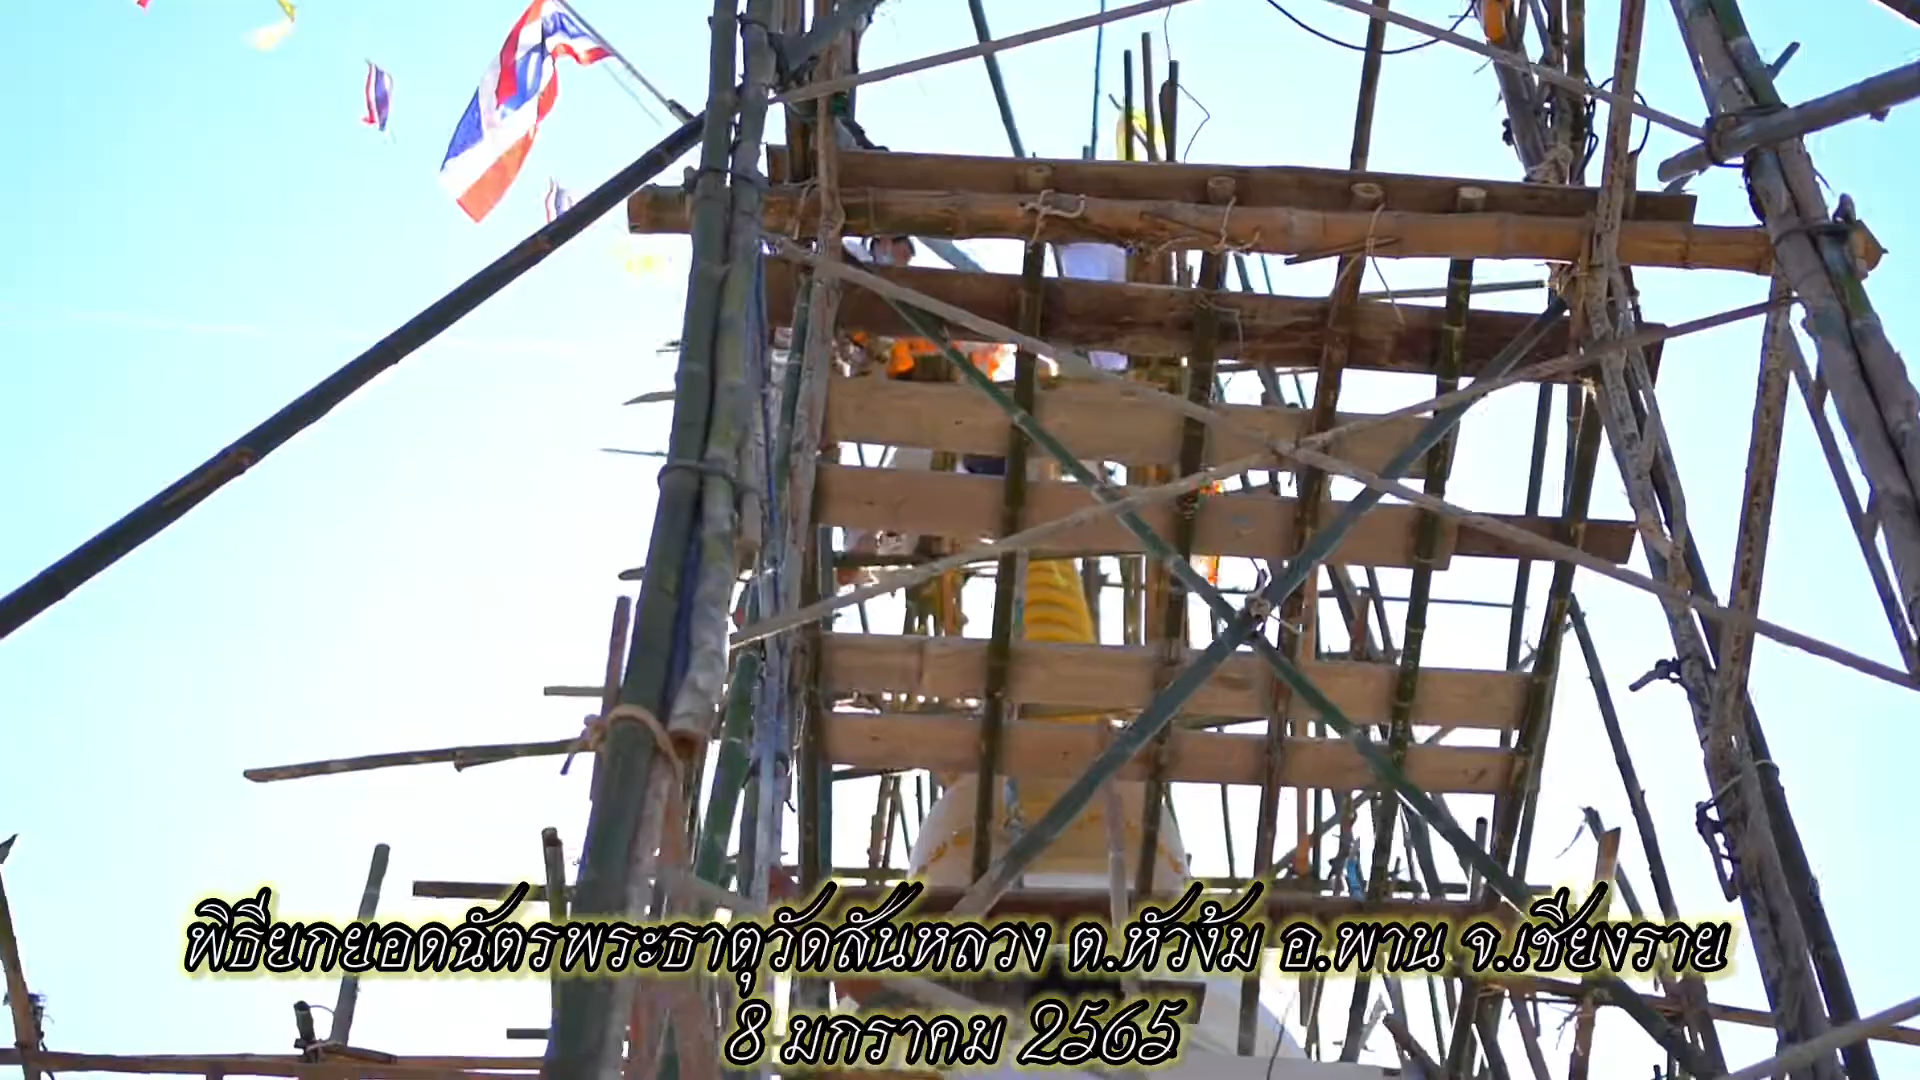 พิธียกยอดฉัตรพระธาตุวัดสันหลวง ต.หัวง้ม อ.พาน จ.เชียงราย
8 มกราคม 2565